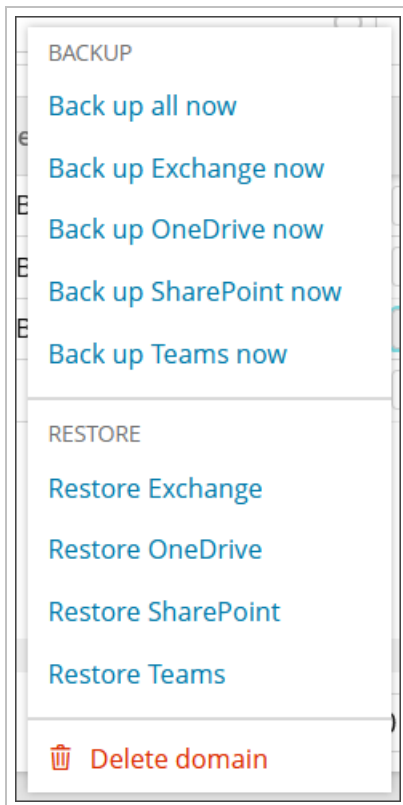 BACKUP
Back up all now
Back up Exchange now
Back up OneDrive now
Back up SharePoint now
Back up Teams now
RESTORE
Restore Exchange
Restore OneDrive
Restore SharePoint
Restore Teams
Delete domain